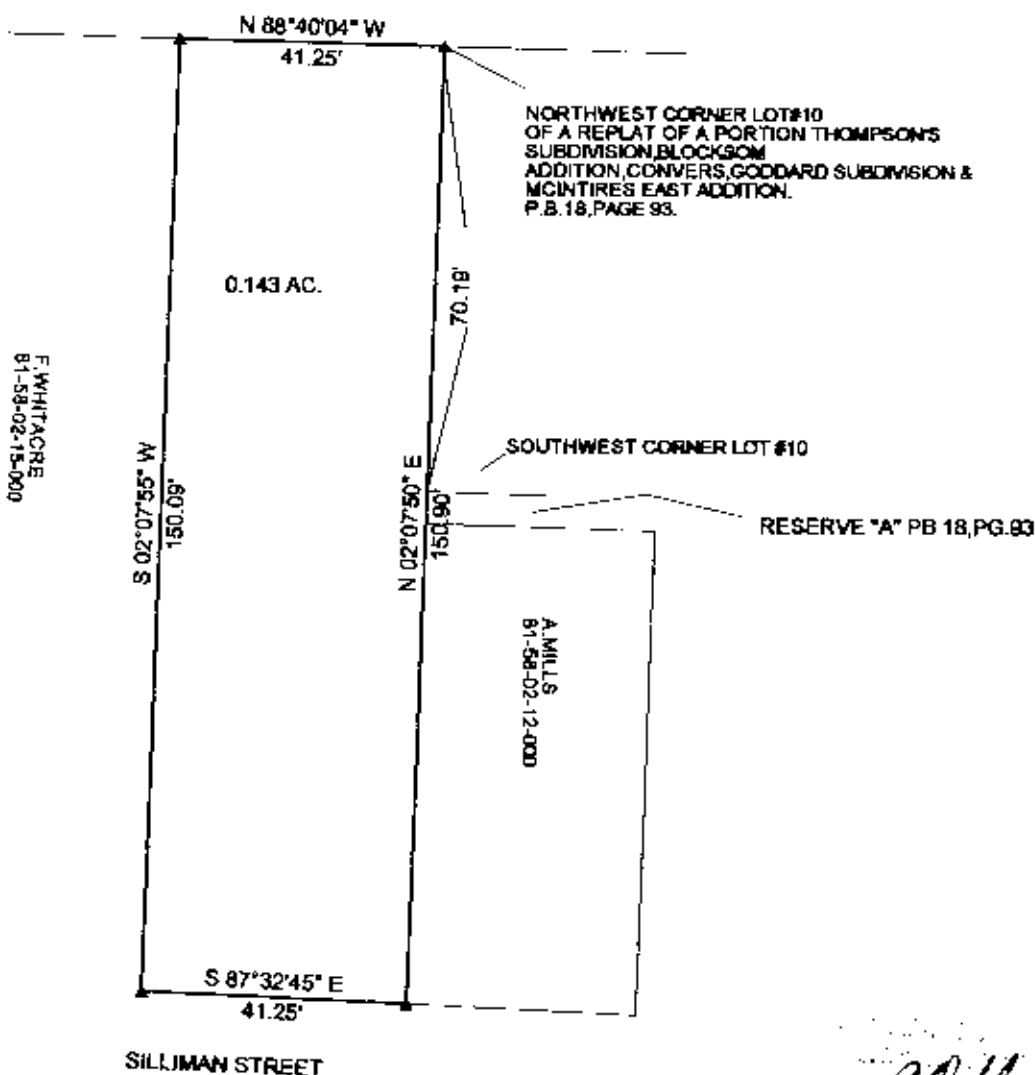 N 88°40'04" W
41.25'
NORTHWEST CORNER LOT#10
OF A REPLAT OF A PORTION THOMPSON'S
SUBDIVISION,BLOCKSOM
ADDITION,CONVERS,GODDARD SUBDIVISION &
MCINTIRES EAST ADDITION.
P.B.18,PAGE 93.
0.143 AC.
70.19'
F.WHITACRE
81-58-02-15-000
S 02°07'55" W
150.09'
N 02°07'50" E
150.90'
SOUTHWEST CORNER LOT #10
RESERVE "A" PB 18,PG.93
A.MILLS
81-58-02-12-000
S 87°32'45" E
41.25'
SILLIMAN STREET